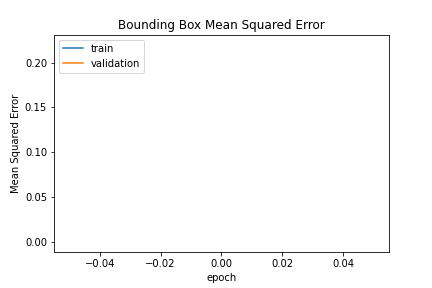 Bounding Box Mean Squared Error
train
validation
Mean Squared Error
0.20
0.15
0.10
0.05
0.00
−0.04
−0.02
0.00
0.02
0.04
epoch